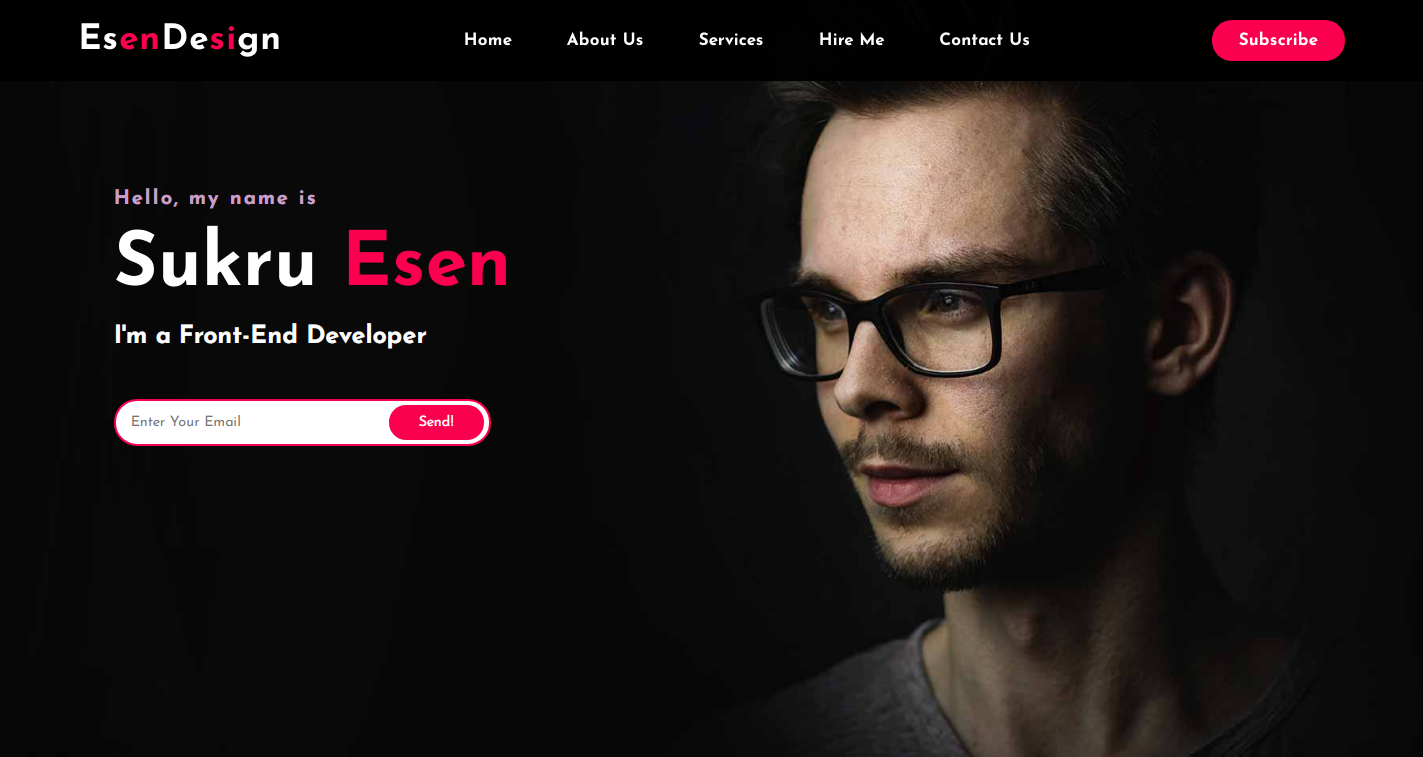 EsenDesign
Home
About Us
Services
Hire Me
Contact Us
Subscribe
Hello, my name is
Sukru Esen
I'm a Front-End Developer
Enter Your Email
Send!